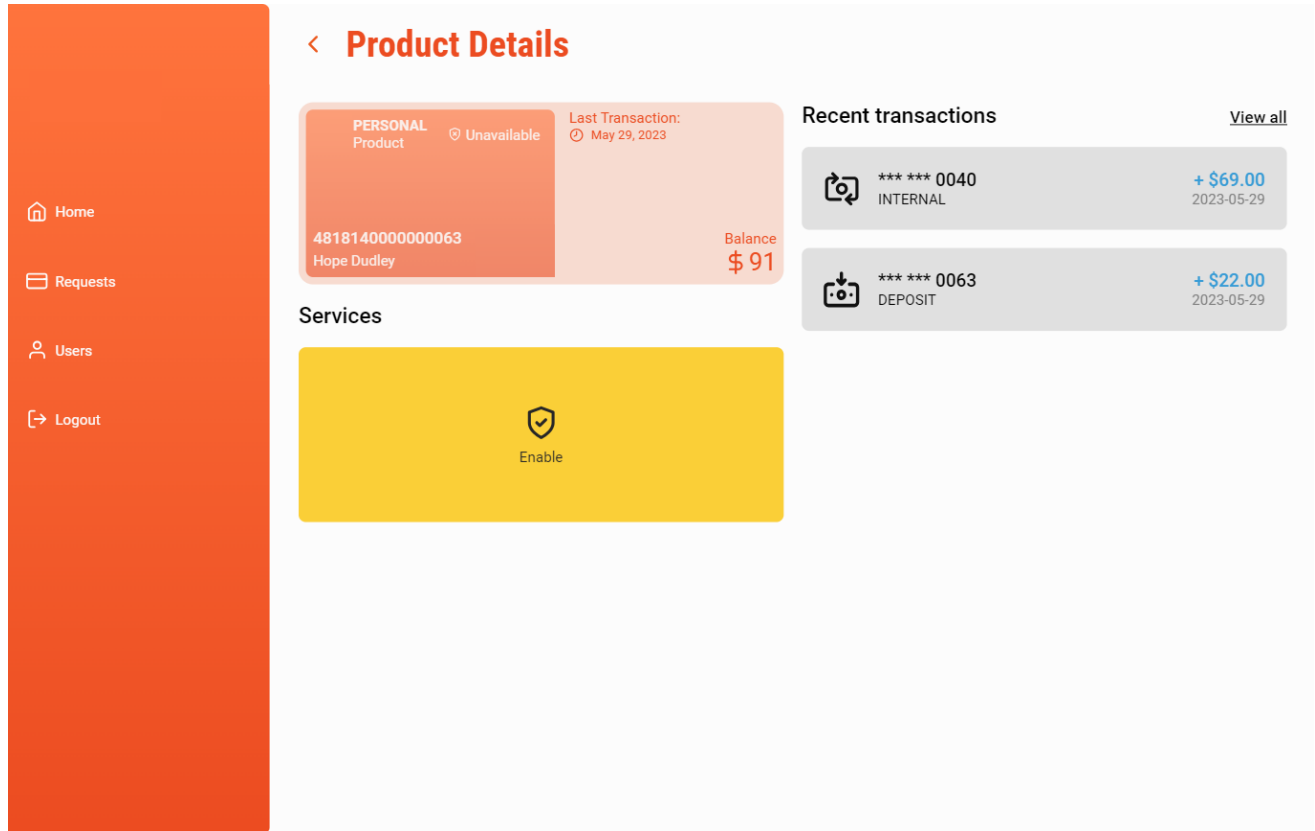 Product Details
Home
Requests
Users
Logout
PERSONAL
Product
Unavailable
4818140000000063
Hope Dudley
Last Transaction:
May 29, 2023
Balance
$ 91
Services
Enable
Recent transactions
View all
*** *** 0040
INTERNAL
+ $69.00
2023-05-29
*** *** 0063
DEPOSIT
+ $22.00
2023-05-29